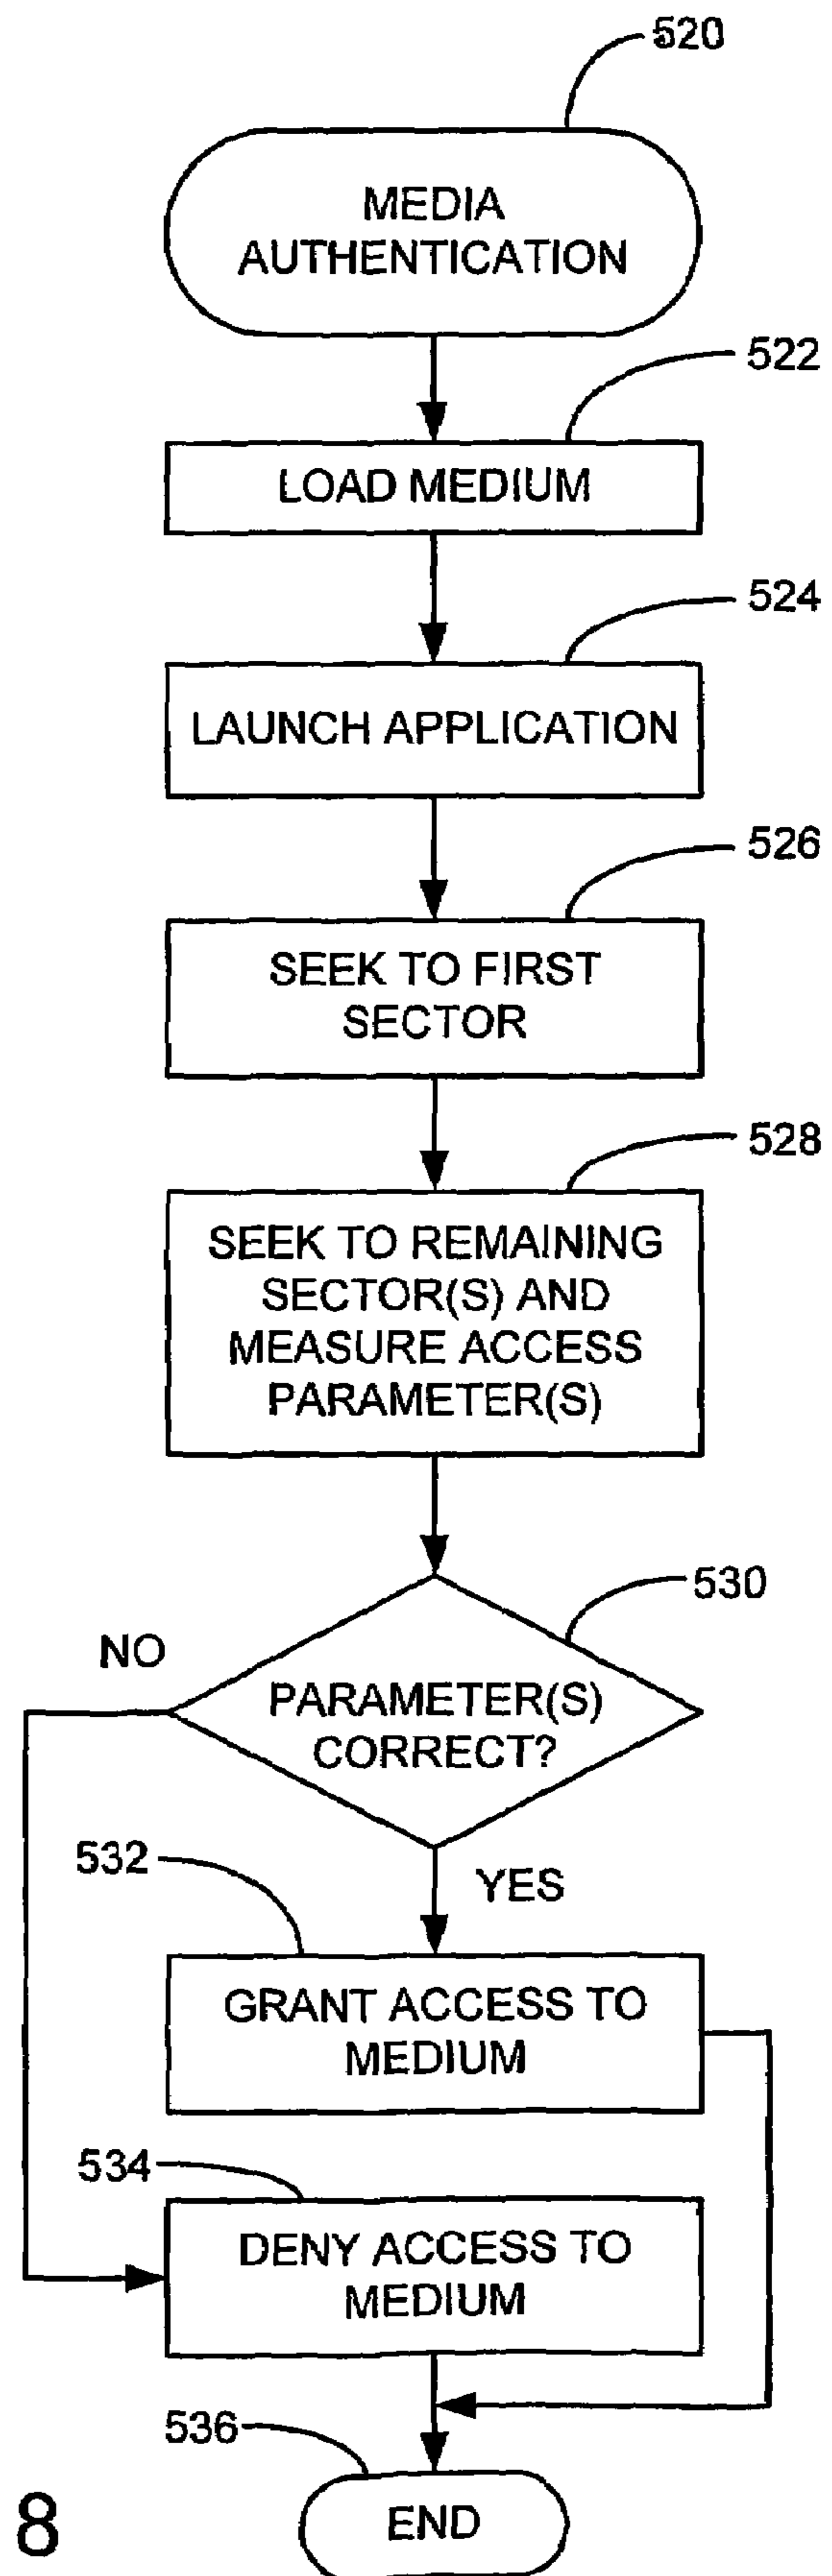 520
MEDIA
AUTHENTICATION
522
LOAD MEDIUM
524
LAUNCH APPLICATION
526
SEEK TO FIRST
SECTOR
528
SEEK TO REMAINING
SECTOR(S) AND
MEASURE ACCESS
PARAMETER(S)
530
NO
PARAMETER(S)
CORRECT?
532
YES
GRANT ACCESS TO
MEDIUM
534
DENY ACCESS TO
MEDIUM
536
END
8